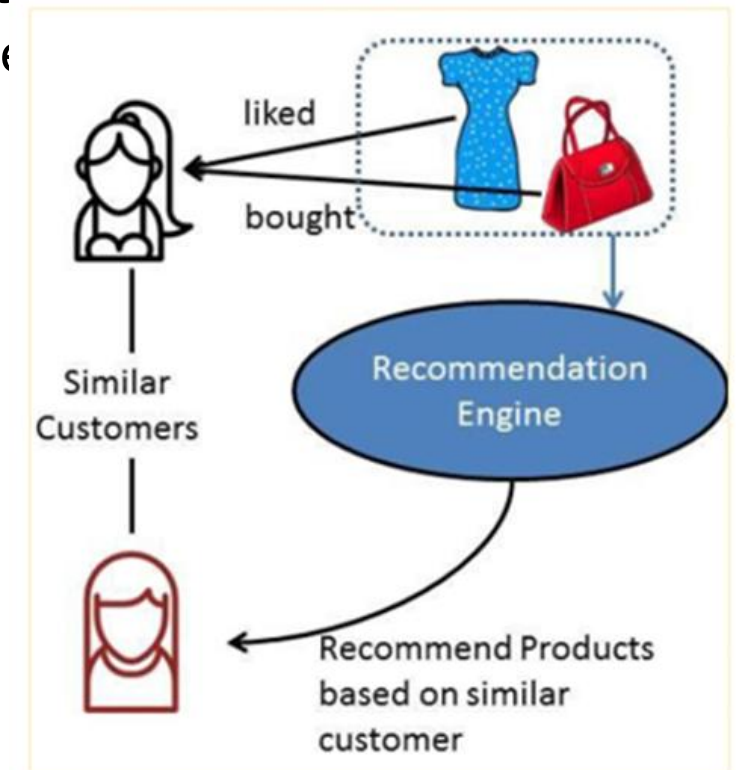 liked
bought
Recommendation
Engine
Similar
Customers
Recommend Products
based on similar
customer